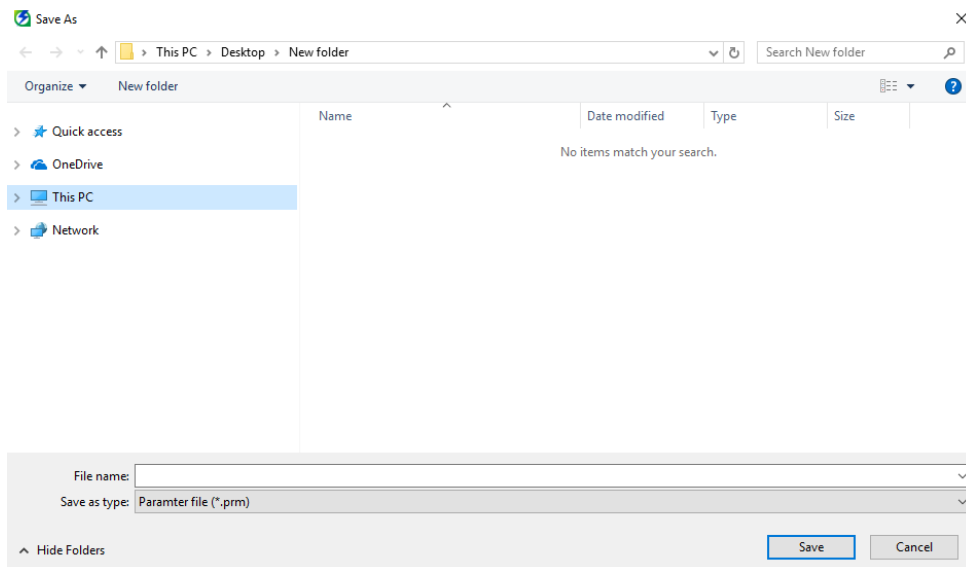 Save As
This PC > Desktop > New folder
Search New folder
Organize
New folder
Name
Date modified
Type
Size
Quick access
OneDrive
This PC
Network
No items match your search.
File name:
Save as type: Paramter file (*.prm)
Hide Folders
Save
Cancel